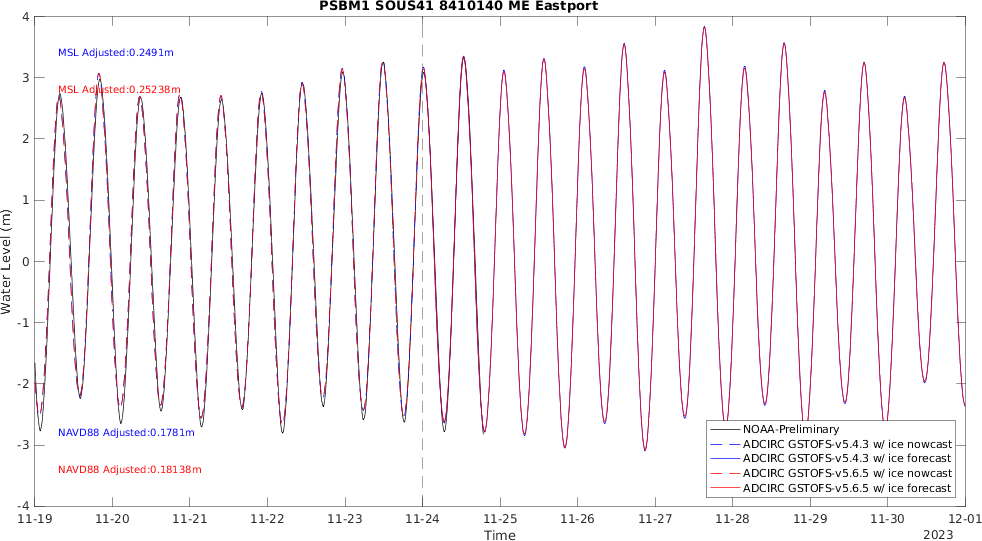 PSBM1 SOUS41 8410140 ME Eastport
4
3
2
1
0
-1
-2
-3
-4
Water Level (m)
MSL Adjusted:0.2491m
MSL Adjusted:0.25238m
NAVD88 Adjusted:0.1781m
NAVD88 Adjusted:0.18138m
NOAA-Preliminary
ADCIRC GSTOFS-v5.4.3 w/ ice nowcast
ADCIRC GSTOFS-v5.4.3 w/ ice forecast
ADCIRC GSTOFS-v5.6.5 w/ ice nowcast
ADCIRC GSTOFS-v5.6.5 w/ ice forecast
11-19 11-20 11-21 11-22 11-23 11-24 11-25 11-26 11-27 11-28 11-29 11-30 12-01
Time
2023